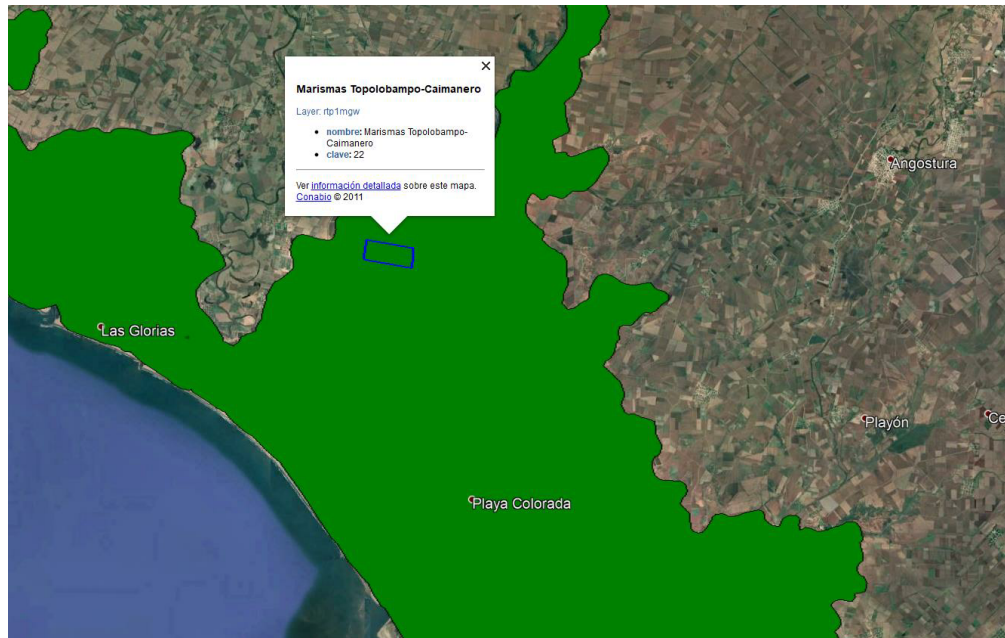 Marismas Topolobampo-Caimanero
Layer: rtp1mgw
nombre: Marismas Topolobampo-
Caimanero
clave: 22
Ver información detallada sobre este mapa.
Conabio © 2011
Angostura
Las Glorias
Playón
Ce
Playa Colorada